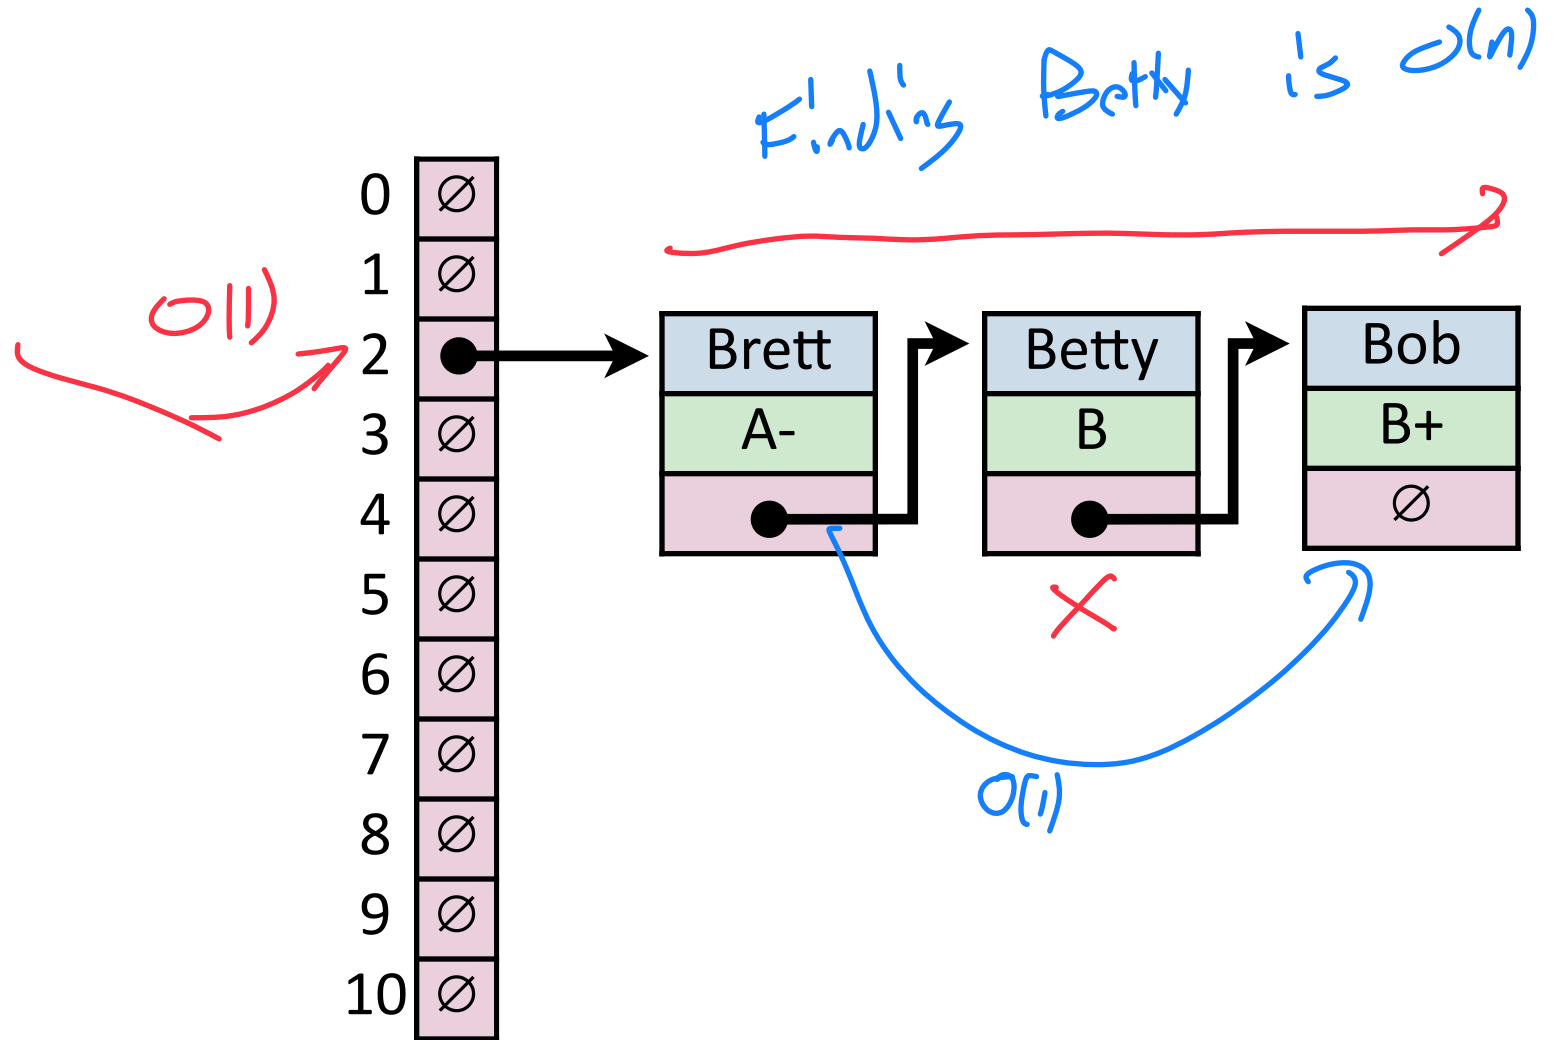 Finding Betty is O(n)
0 ∅
1 ∅
O(1)
2 Brett Betty Bob
3 ∅ A- B B+
4 ∅ ∅
5 ∅
6 ∅
7 ∅
8 ∅
O(1)
9 ∅
10 ∅